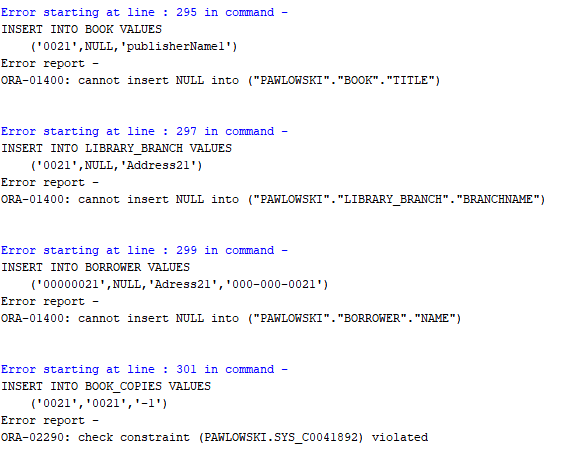 Error starting at line : 295 in command -
INSERT INTO BOOK VALUES
('0021',NULL,'publisherName1')
Error report -
ORA-01400: cannot insert NULL into ("PAWLOWSKI"."BOOK"."TITLE")
Error starting at line : 297 in command -
INSERT INTO LIBRARY_BRANCH VALUES
('0021',NULL,'Address21')
Error report -
ORA-01400: cannot insert NULL into ("PAWLOWSKI"."LIBRARY_BRANCH"."BRANCHNAME")
Error starting at line : 299 in command -
INSERT INTO BORROWER VALUES
('00000021',NULL,'Adress21','000-000-0021')
Error report -
ORA-01400: cannot insert NULL into ("PAWLOWSKI"."BORROWER"."NAME")
Error starting at line : 301 in command -
INSERT INTO BOOK_COPIES VALUES
('0021','0021','-1')
Error report -
ORA-02290: check constraint (PAWLOWSKI.SYS_C0041892) violated